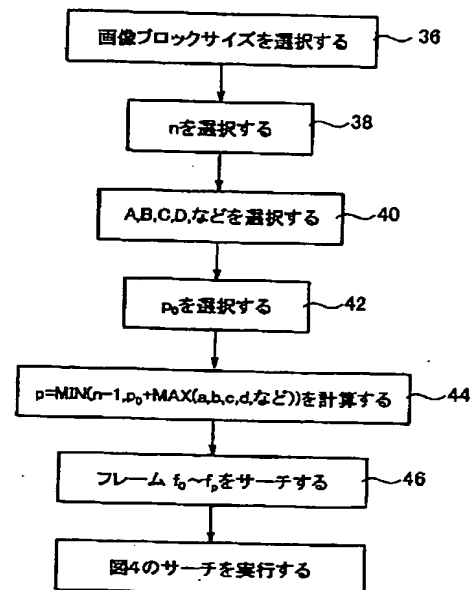 画像ブロックサイズを選択する 36
nを選択する 38
A,B,C,D,などを選択する 40
p₀を選択する 42
p=MIN(n-1,p₀+MAX(a,b,c,d,など))を計算する 44
フレーム f₀~fₚをサーチする 46
図4のサーチを実行する